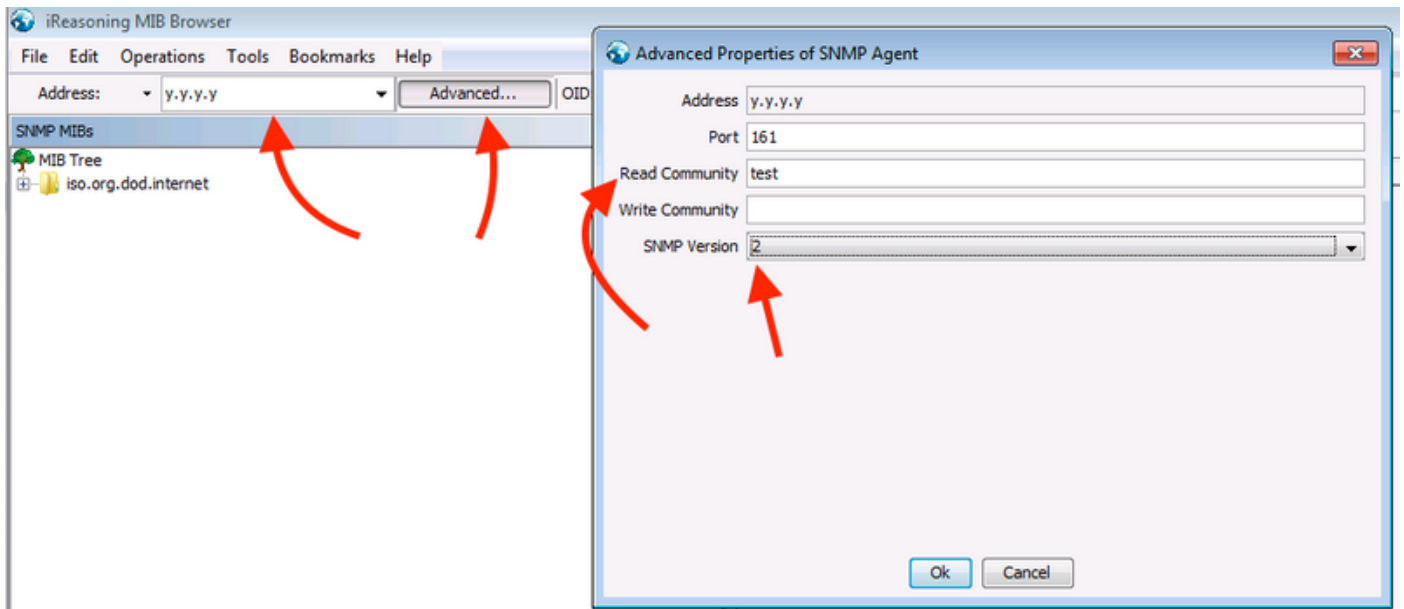 iReasoning MIB Browser
File Edit Operations Tools Bookmarks Help
Address: y.y.y.y Advanced... OID
SNMP MIBs
MIB Tree
iso.org.dod.internet
Advanced Properties of SNMP Agent
Address y.y.y.y
Port 161
Read Community test
Write Community
SNMP Version 2
Ok Cancel